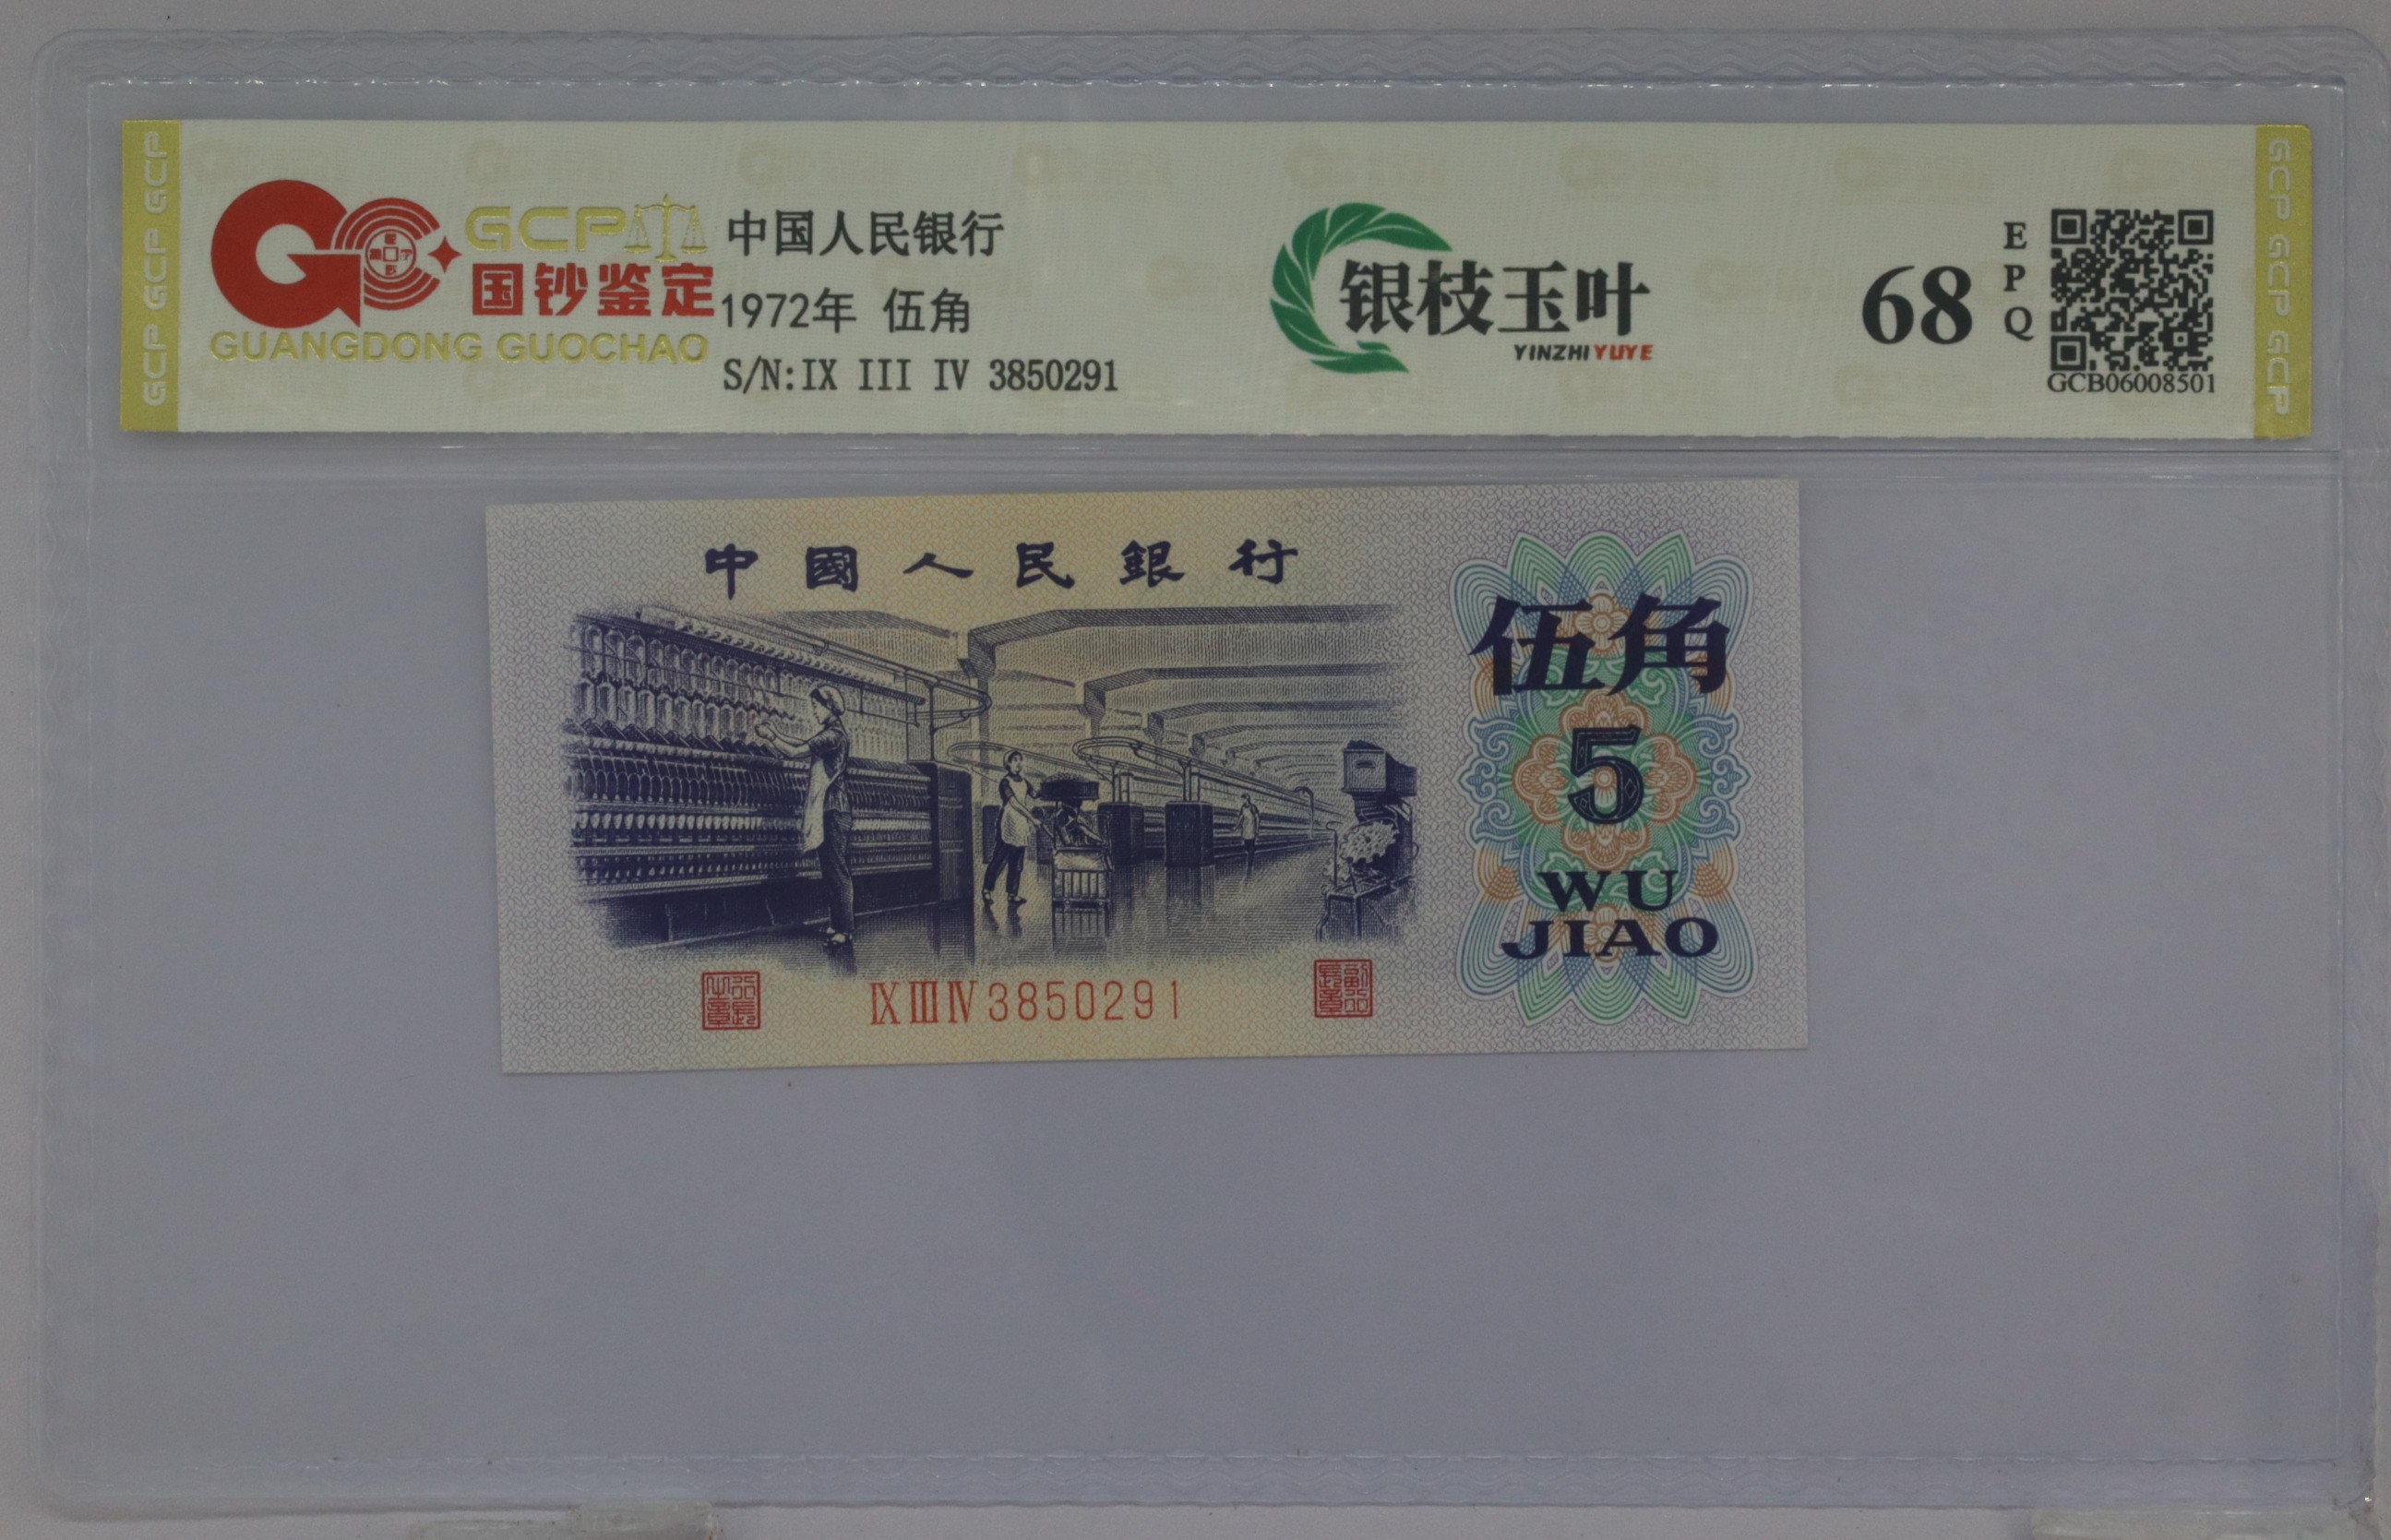 GCP GCP GCP
GCP
国钞鉴定
GUANGDONG GUOCHAO
中国人民银行
1972年 伍角
S/N:IX III IV 3850291
银枝玉叶
YINZHI YUYE
68
EPQ
GCB06008501
GCP GCP GCP
中國人民銀行
伍角
5
WU
JIAO
IX III IV 3850291